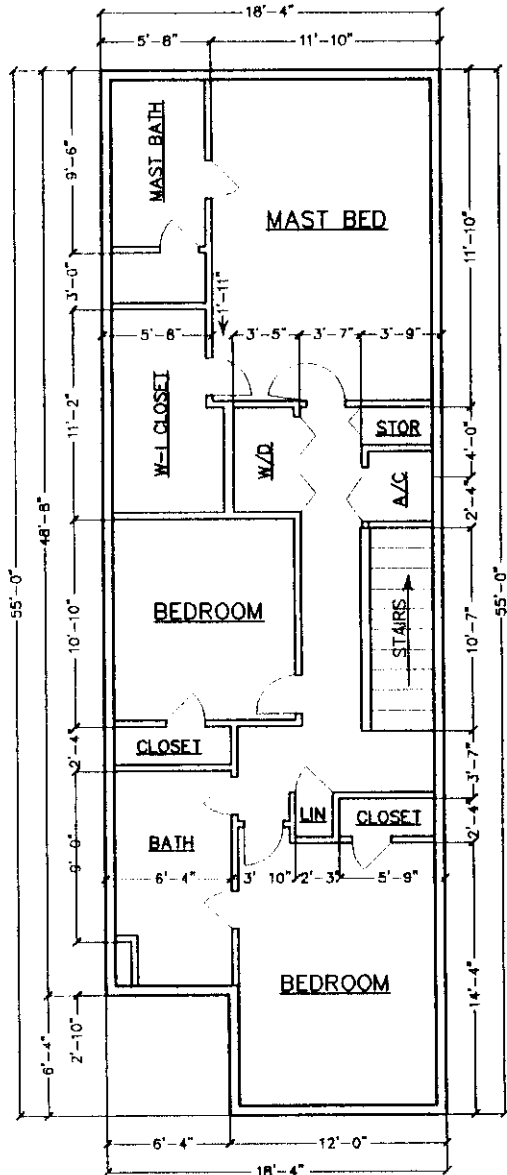 18'-4"
5'-8"
11'-10"
MAST BATH
9'-6"
MAST BED
11'-10"
3'-0"
1'-11"
5'-8"
3'-5"
3'-7"
3'-9"
W-I CLOSET
11'-2"
W/D
STOR
4'-0"
A/C
2'-4"
48'-8"
55'-0"
55'-0"
BEDROOM
10'-10"
STAIRS
10'-7"
CLOSET
2'-4"
3'-7"
LIN
CLOSET
2'-4"
BATH
9'-0"
6'-4"
3' 10"
2'-3"
5'-9"
BEDROOM
14'-4"
2'-10"
6'-4"
6'-4"
12'-0"
18'-4"